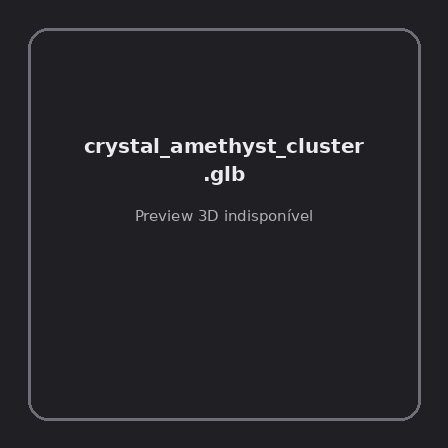 crystal_amethyst_cluster
.glb
Preview 3D indisponível